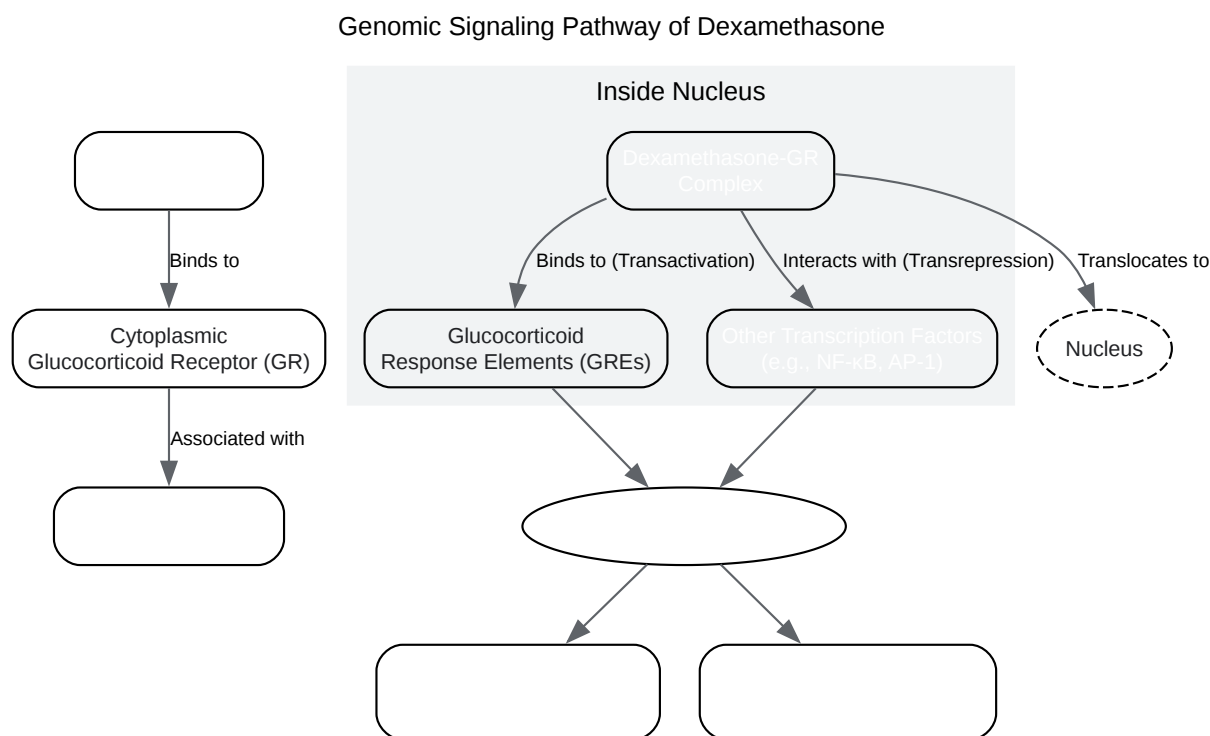 Genomic Signaling Pathway of Dexamethasone
Inside Nucleus
Dexamethasone-GR
Complex
Binds to
Binds to (Transactivation)
Interacts with (Transrepression)
Translocates to
Cytoplasmic
Glucocorticoid Receptor (GR)
Glucocorticoid
Response Elements (GREs)
Other Transcription Factors
(e.g., NF-κB, AP-1)
Nucleus
Associated with